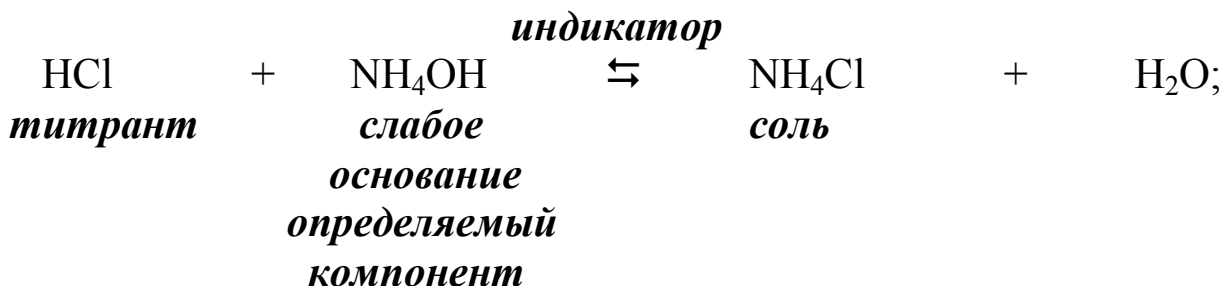 индикатор
HCl + NH₄OH ⇆ NH₄Cl + H₂O;
титрант слабое соль
основание
определяемый
компонент